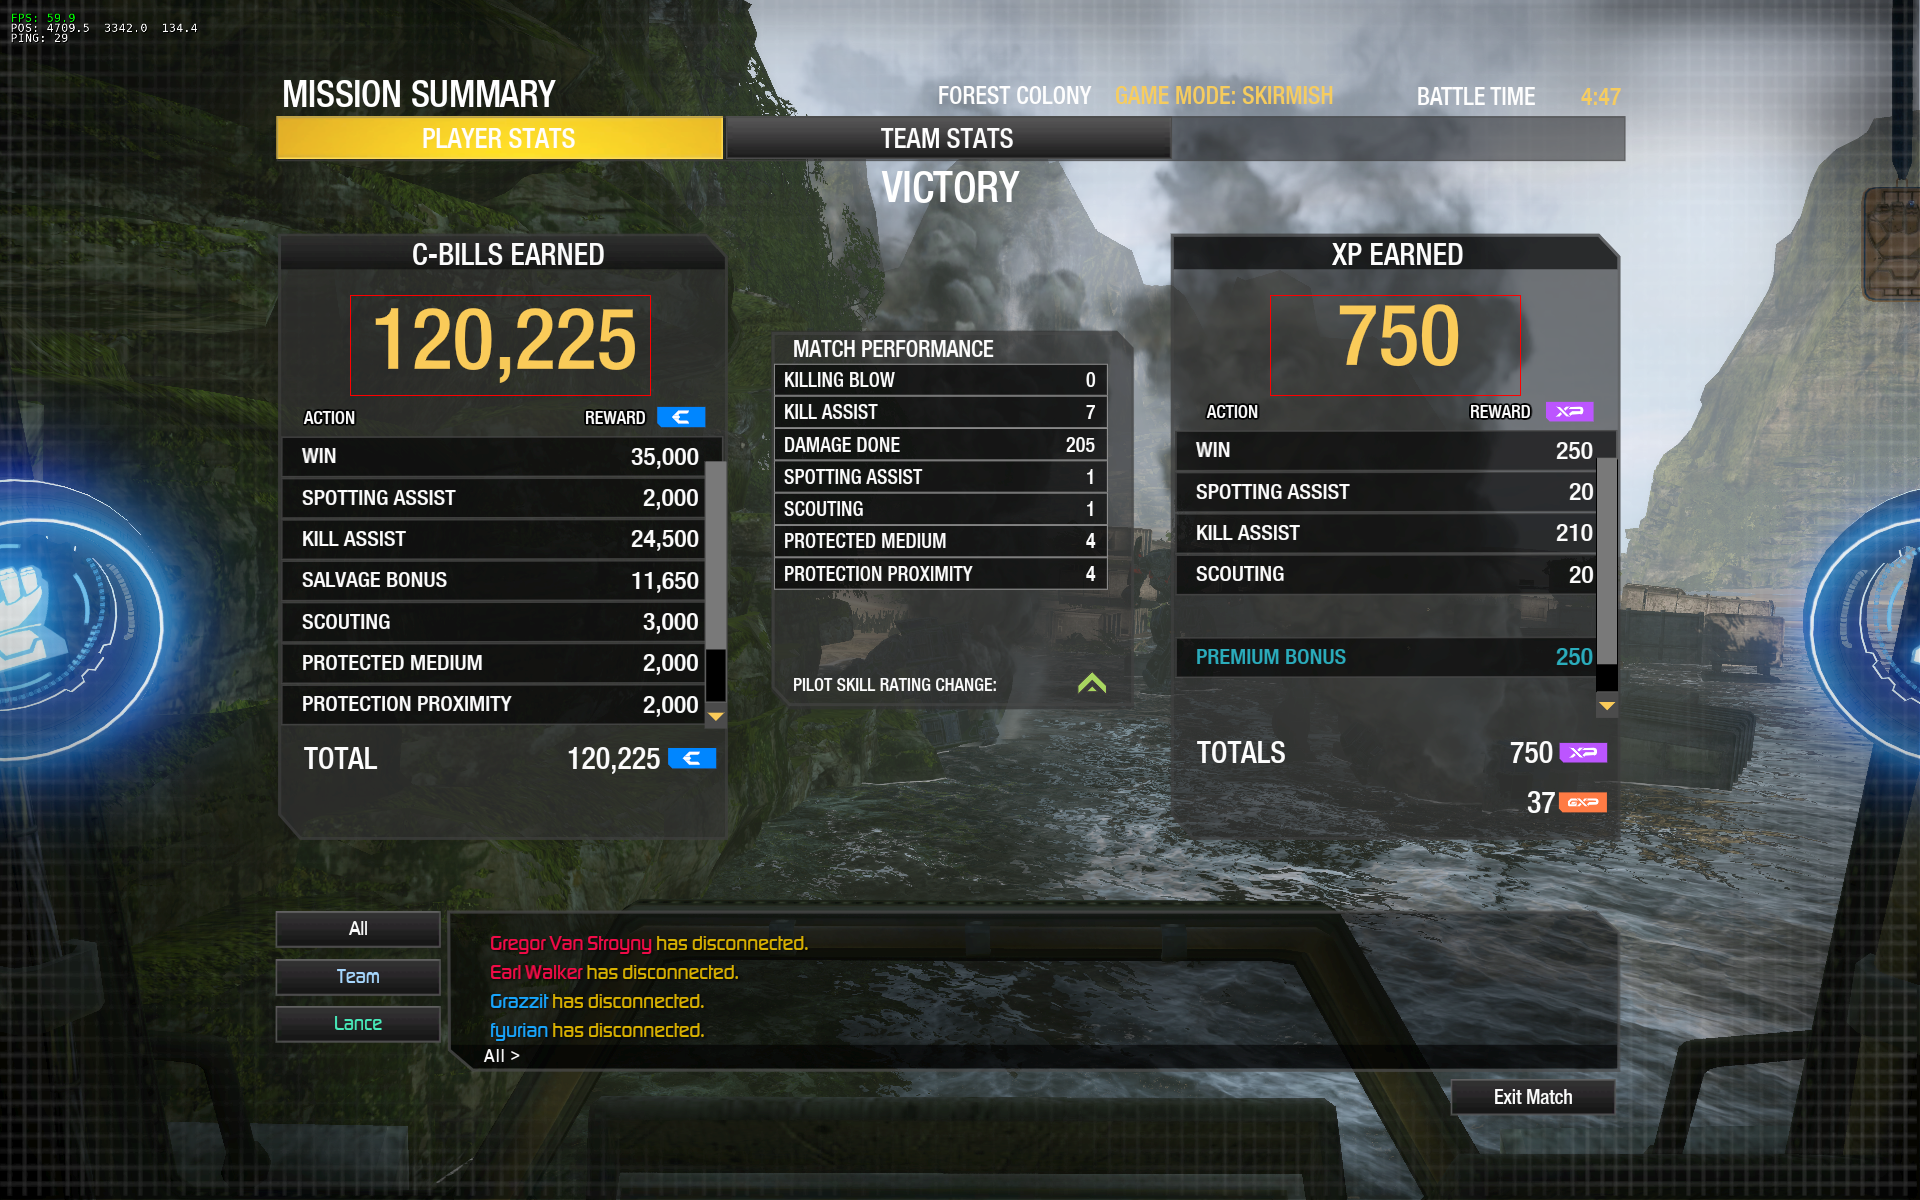 FPS: 59.9
POS: 4709.5 3342.0 134.4
PING: 29
MISSION SUMMARY
FOREST COLONY GAME MODE: SKIRMISH BATTLE TIME 4:47
PLAYER STATS TEAM STATS
VICTORY
C-BILLS EARNED
120,225
ACTION REWARD
WIN 35,000
SPOTTING ASSIST 2,000
KILL ASSIST 24,500
SALVAGE BONUS 11,650
SCOUTING 3,000
PROTECTED MEDIUM 2,000
PROTECTION PROXIMITY 2,000
TOTAL 120,225
MATCH PERFORMANCE
KILLING BLOW 0
KILL ASSIST 7
DAMAGE DONE 205
SPOTTING ASSIST 1
SCOUTING 1
PROTECTED MEDIUM 4
PROTECTION PROXIMITY 4
PILOT SKILL RATING CHANGE:
XP EARNED
750
ACTION REWARD XP
WIN 250
SPOTTING ASSIST 20
KILL ASSIST 210
SCOUTING 20
PREMIUM BONUS 250
TOTALS 750 XP
37 GXP
All
Team
Lance
Gregor Van Stroyny has disconnected.
Earl Walker has disconnected.
Grazzit has disconnected.
fyurian has disconnected.
All >
Exit Match